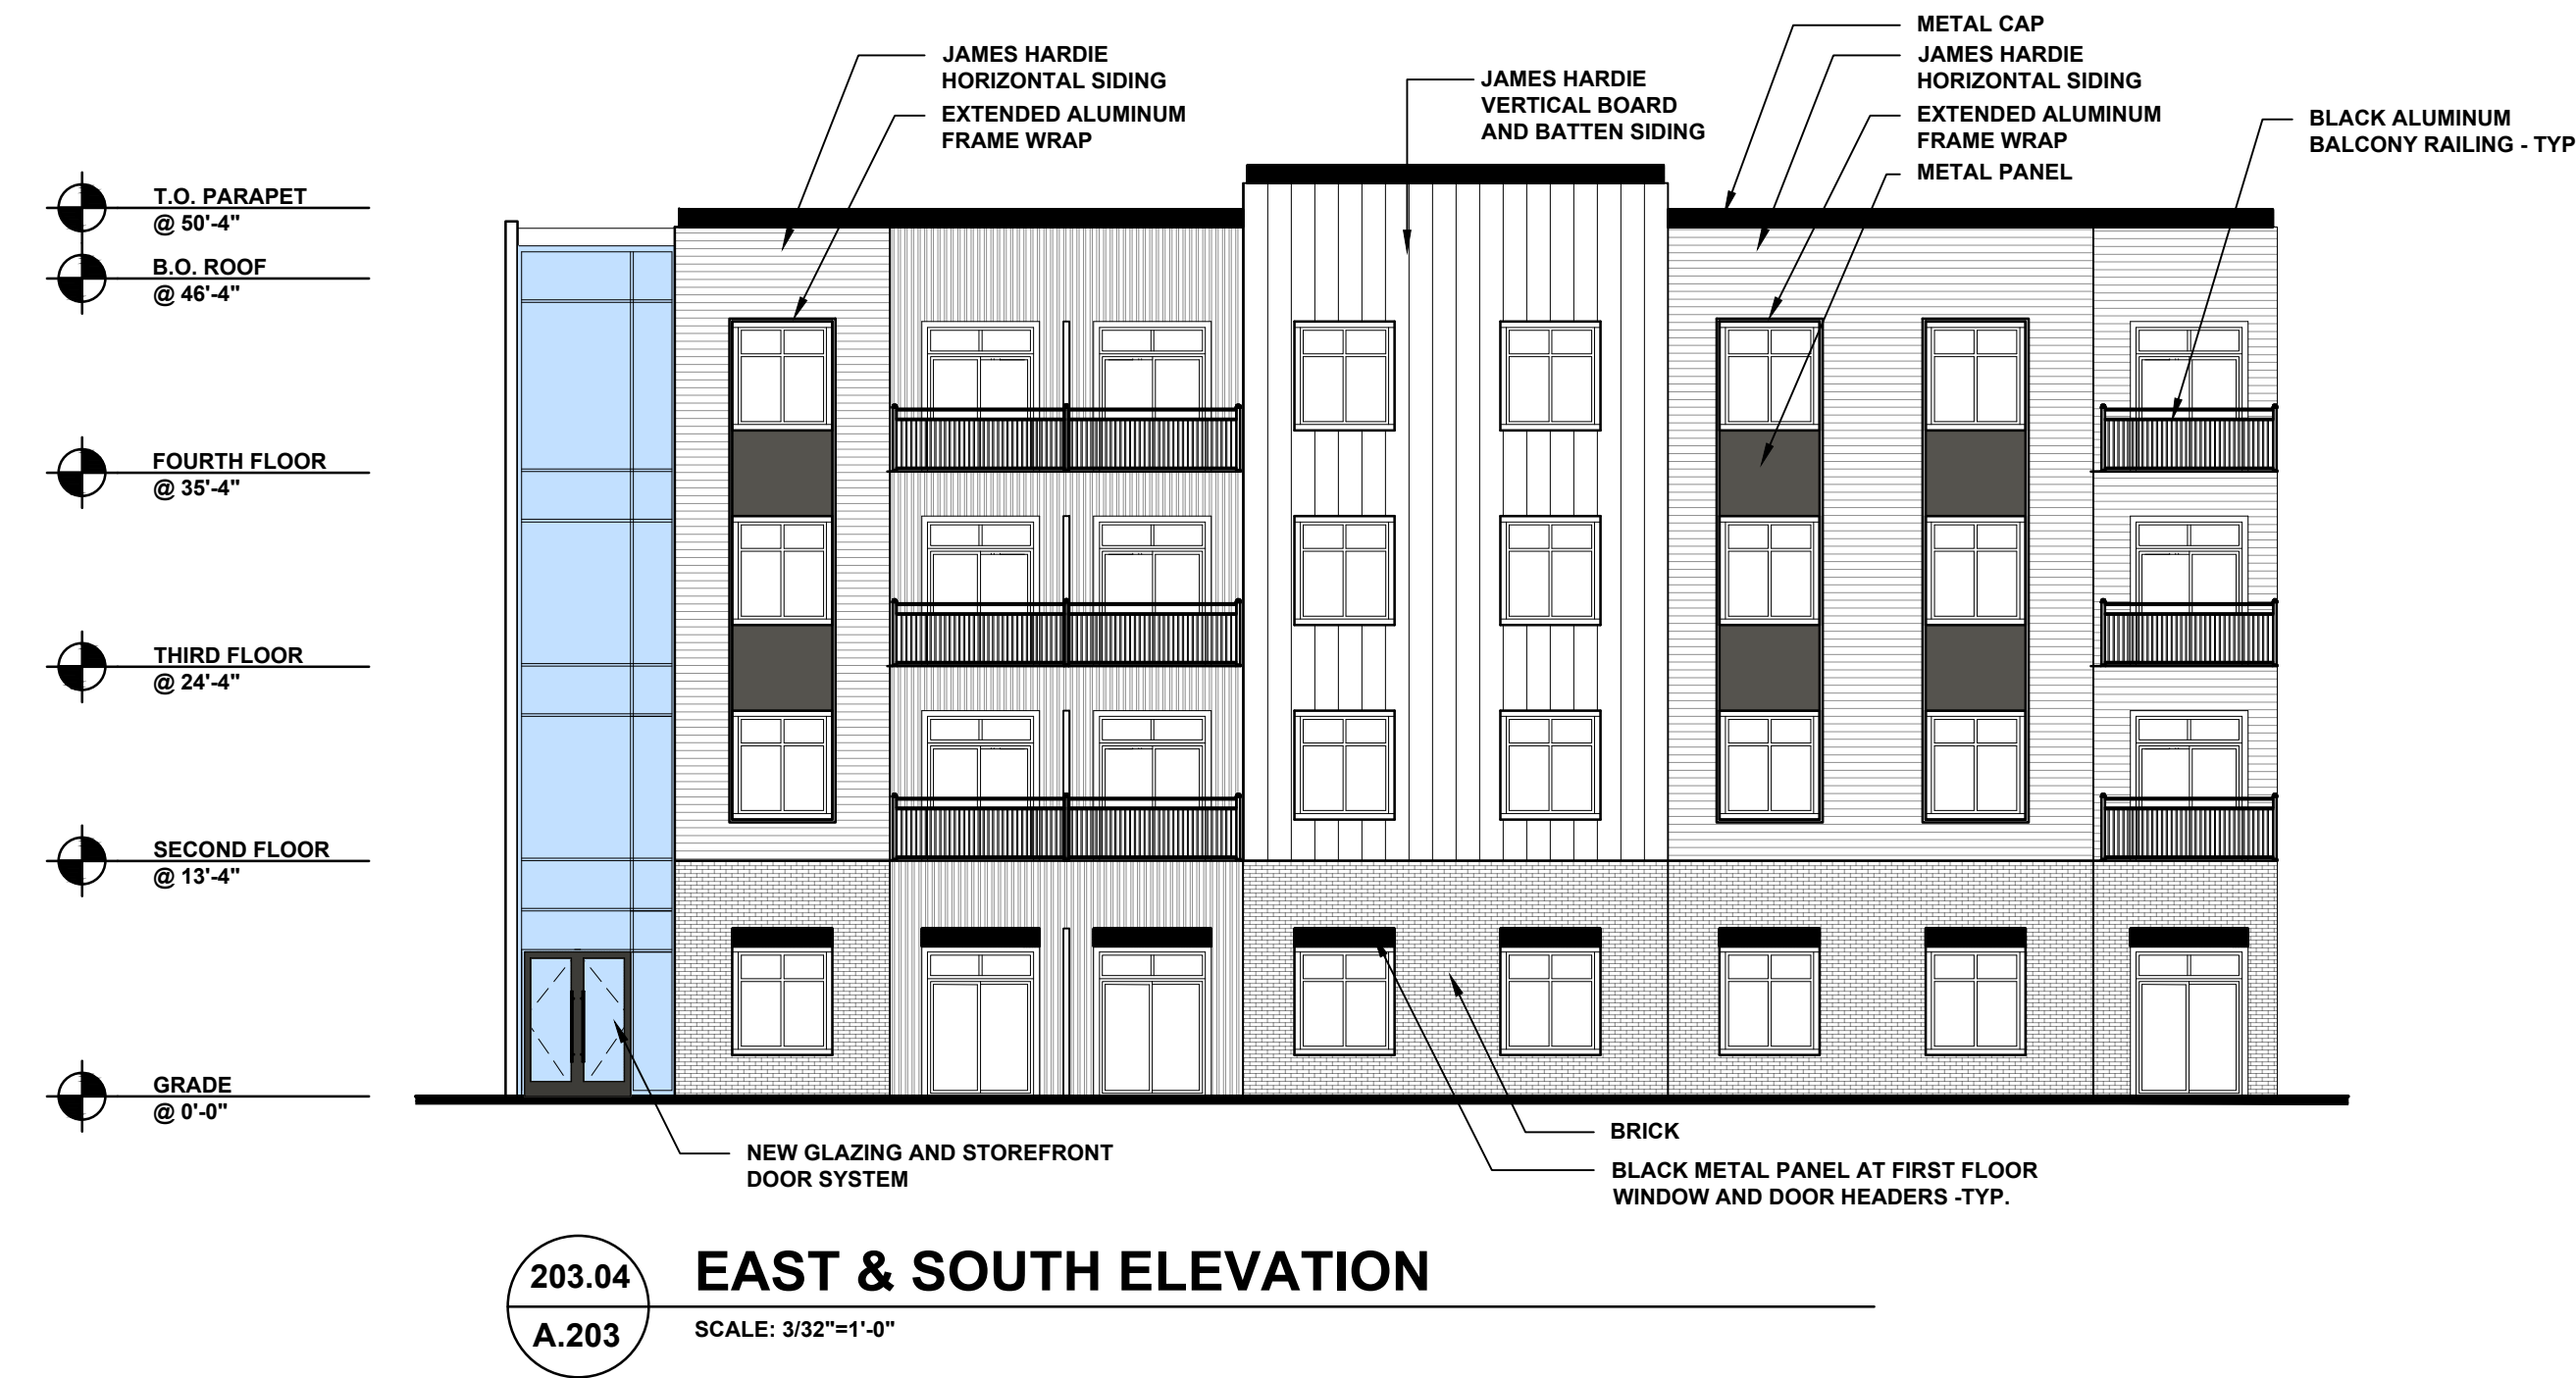 METAL CAP
JAMES HARDIE
HORIZONTAL SIDING
EXTENDED ALUMINUM
FRAME WRAP
JAMES HARDIE
VERTICAL BOARD
AND BATTEN SIDING
JAMES HARDIE
HORIZONTAL SIDING
EXTENDED ALUMINUM
FRAME WRAP
METAL PANEL
BLACK ALUMINUM
BALCONY RAILING - TYP
T.O. PARAPET
@ 50'-4"
B.O. ROOF
@ 46'-4"
FOURTH FLOOR
@ 35'-4"
THIRD FLOOR
@ 24'-4"
SECOND FLOOR
@ 13'-4"
GRADE
@ 0'-0"
NEW GLAZING AND STOREFRONT
DOOR SYSTEM
BRICK
BLACK METAL PANEL AT FIRST FLOOR
WINDOW AND DOOR HEADERS -TYP.
203.04
A.203
EAST & SOUTH ELEVATION
SCALE: 3/32"=1'-0"